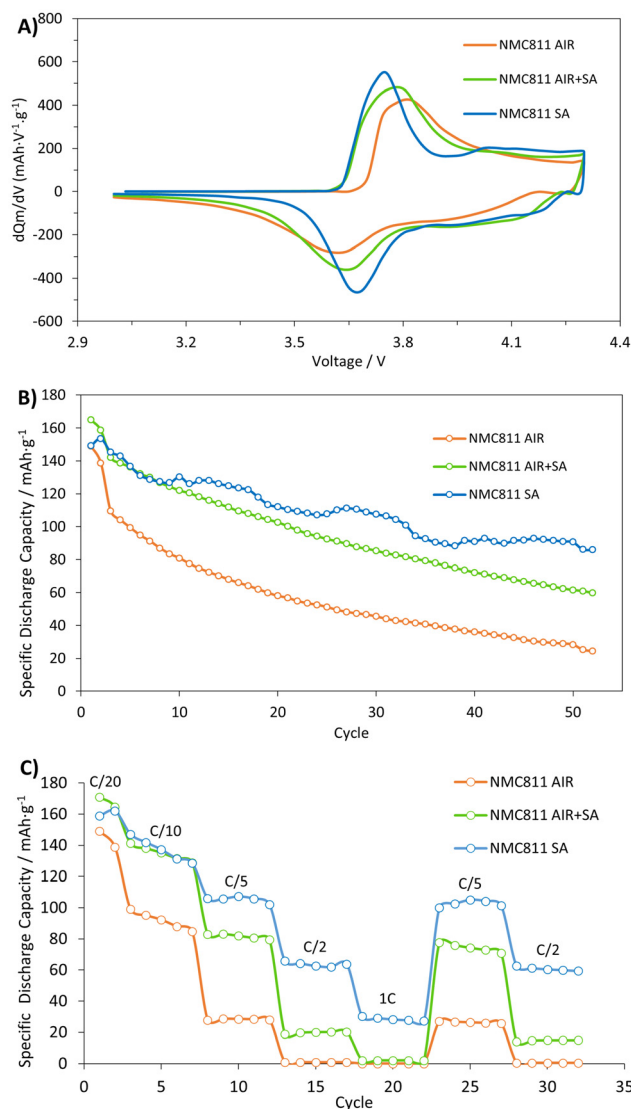 A)
800
600
400
200
0
-200
-400
-600
dQm/dV (mAh·V⁻¹·g⁻¹)
NMC811 AIR
NMC811 AIR+SA
NMC811 SA
2.9 3.2 3.5 3.8 4.1 4.4
Voltage / V
B)
180
160
140
120
100
80
60
40
20
0
Specific Discharge Capacity / mAh·g⁻¹
NMC811 AIR
NMC811 AIR+SA
NMC811 SA
0 10 20 30 40 50
Cycle
C)
180
160
140
120
100
80
60
40
20
0
Specific Discharge Capacity / mAh·g⁻¹
NMC811 AIR
NMC811 AIR+SA
NMC811 SA
C/20
C/10
C/5
C/2
1C
C/5
C/2
0 5 10 15 20 25 30 35
Cycle